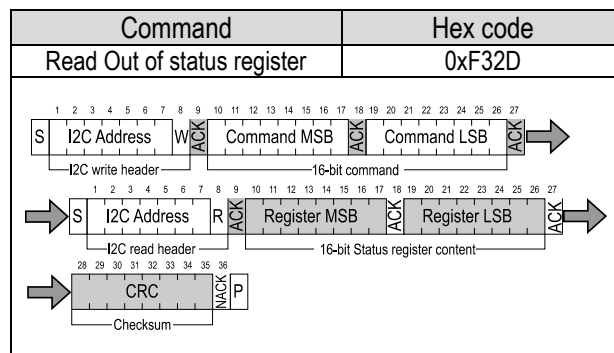 Command Hex code
Read Out of status register 0xF32D
1 2 3 4 5 6 7 8 9 10 11 12 13 14 15 16 17 18 19 20 21 22 23 24 25 26 27
S I2C Address W ACK Command MSB ACK Command LSB ACK
I2C write header 16-bit command
1 2 3 4 5 6 7 8 9 10 11 12 13 14 15 16 17 18 19 20 21 22 23 24 25 26 27
S I2C Address R ACK Register MSB ACK Register LSB ACK
I2C read header 16-bit Status register content
28 29 30 31 32 33 34 35 36
CRC NACK P
Checksum